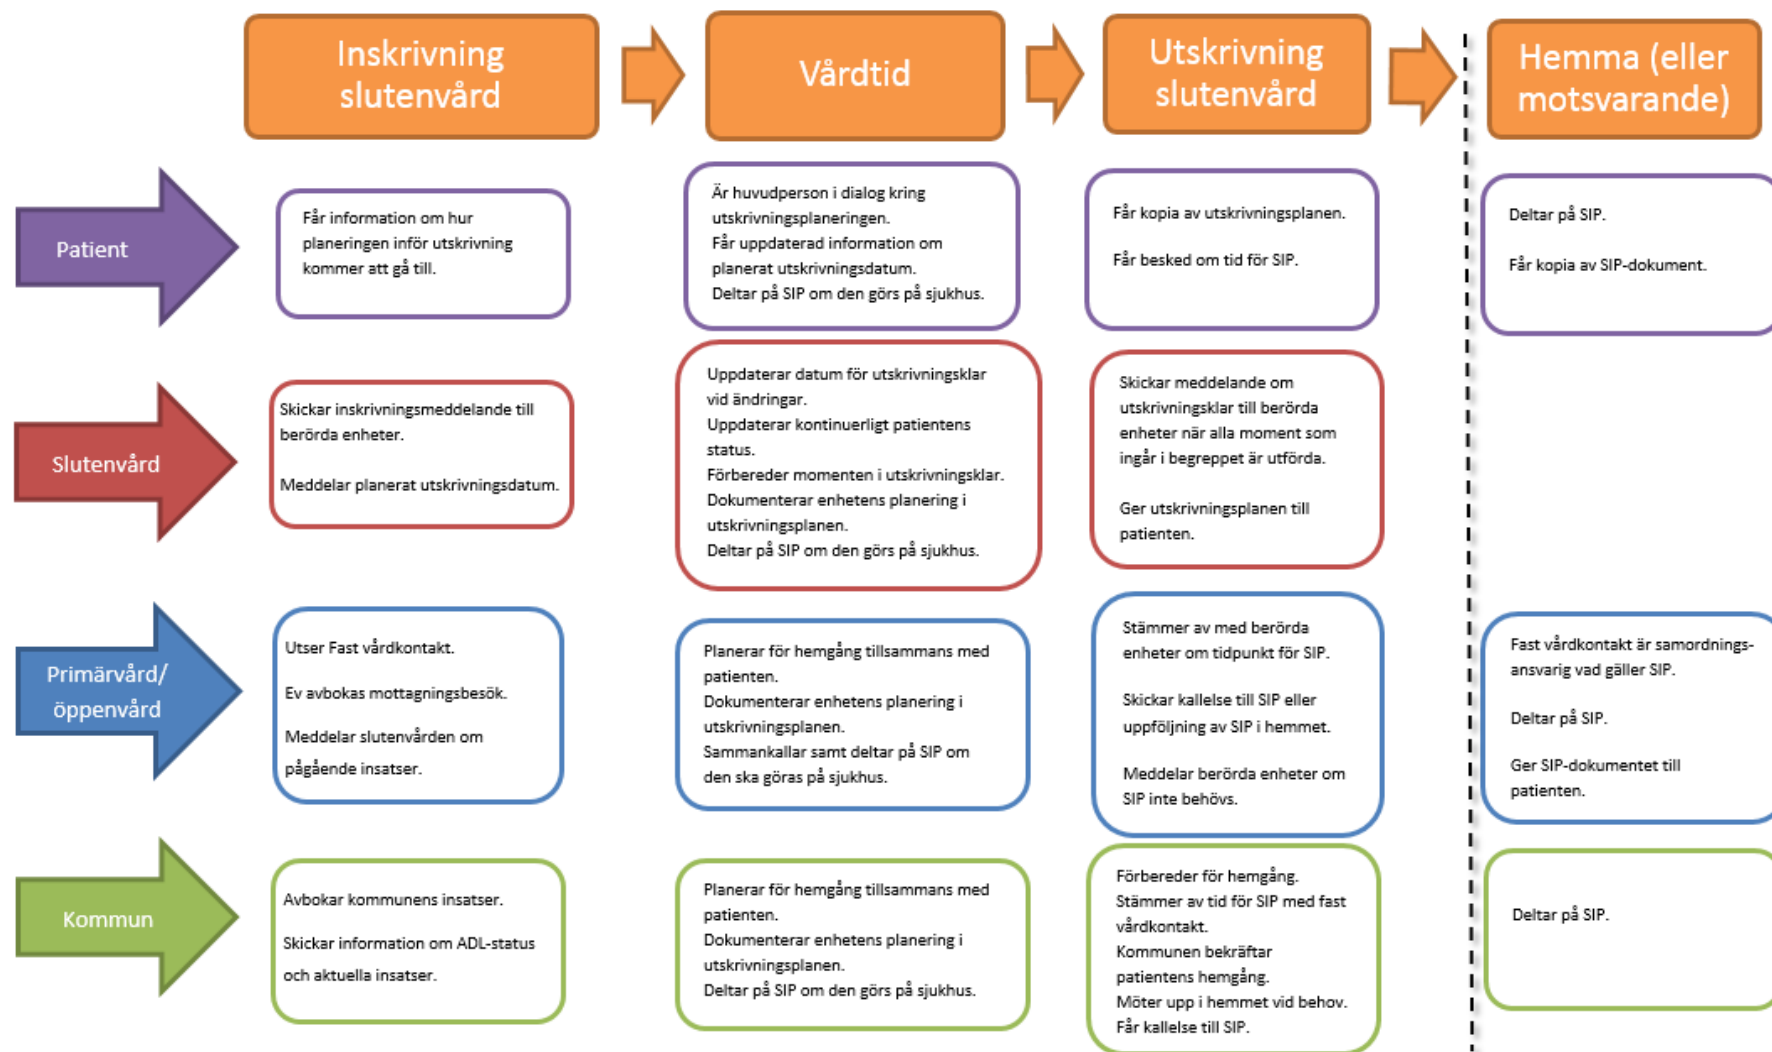 Inskrivning
slutenvård
Vårdtid
Utskrivning
slutenvård
Hemma (eller
motsvarande)
Patient
Får information om hur
planeringen inför utskrivning
kommer att gå till.
Är huvudperson i dialog kring
utskrivningsplaneringen.
Får uppdaterad information om
planerat utskrivningsdatum.
Deltar på SIP om den görs på sjukhus.
Får kopia av utskrivningsplanen.
Får besked om tid för SIP.
Deltar på SIP.
Får kopia av SIP-dokument.
Slutenvård
Skickar inskrivningsmeddelande till
berörda enheter.
Meddelar planerat utskrivningsdatum.
Uppdaterar datum för utskrivningsklar
vid ändringar.
Uppdaterar kontinuerligt patientens
status.
Förbereder momenten i utskrivningsklar.
Dokumenterar enhetens planering i
utskrivningsplanen.
Deltar på SIP om den görs på sjukhus.
Skickar meddelande om
utskrivningsklar till berörda
enheter när alla moment som
ingår i begreppet är utförda.
Ger utskrivningsplanen till
patienten.
Primärvård/
öppenvård
Utser Fast vårdkontakt.
Ev avbokas mottagningsbesök.
Meddelar slutenvården om
pågående insatser.
Planerar för hemgång tillsammans med
patienten.
Dokumenterar enhetens planering i
utskrivningsplanen.
Sammankallar samt deltar på SIP om
den ska göras på sjukhus.
Stämmer av med berörda
enheter om tidpunkt för SIP.
Skickar kallelse till SIP eller
uppföljning av SIP i hemmet.
Meddelar berörda enheter om
SIP inte behövs.
Fast vårdkontakt är samordnings-
ansvarig vad gäller SIP.
Deltar på SIP.
Ger SIP-dokumentet till
patienten.
Kommun
Avbokar kommunens insatser.
Skickar information om ADL-status
och aktuella insatser.
Planerar för hemgång tillsammans med
patienten.
Dokumenterar enhetens planering i
utskrivningsplanen.
Deltar på SIP om den görs på sjukhus.
Förbereder för hemgång.
Stämmer av tid för SIP med fast
vårdkontakt.
Kommunen bekräftar
patientens hemgång.
Möter upp i hemmet vid behov.
Får kallelse till SIP.
Deltar på SIP.